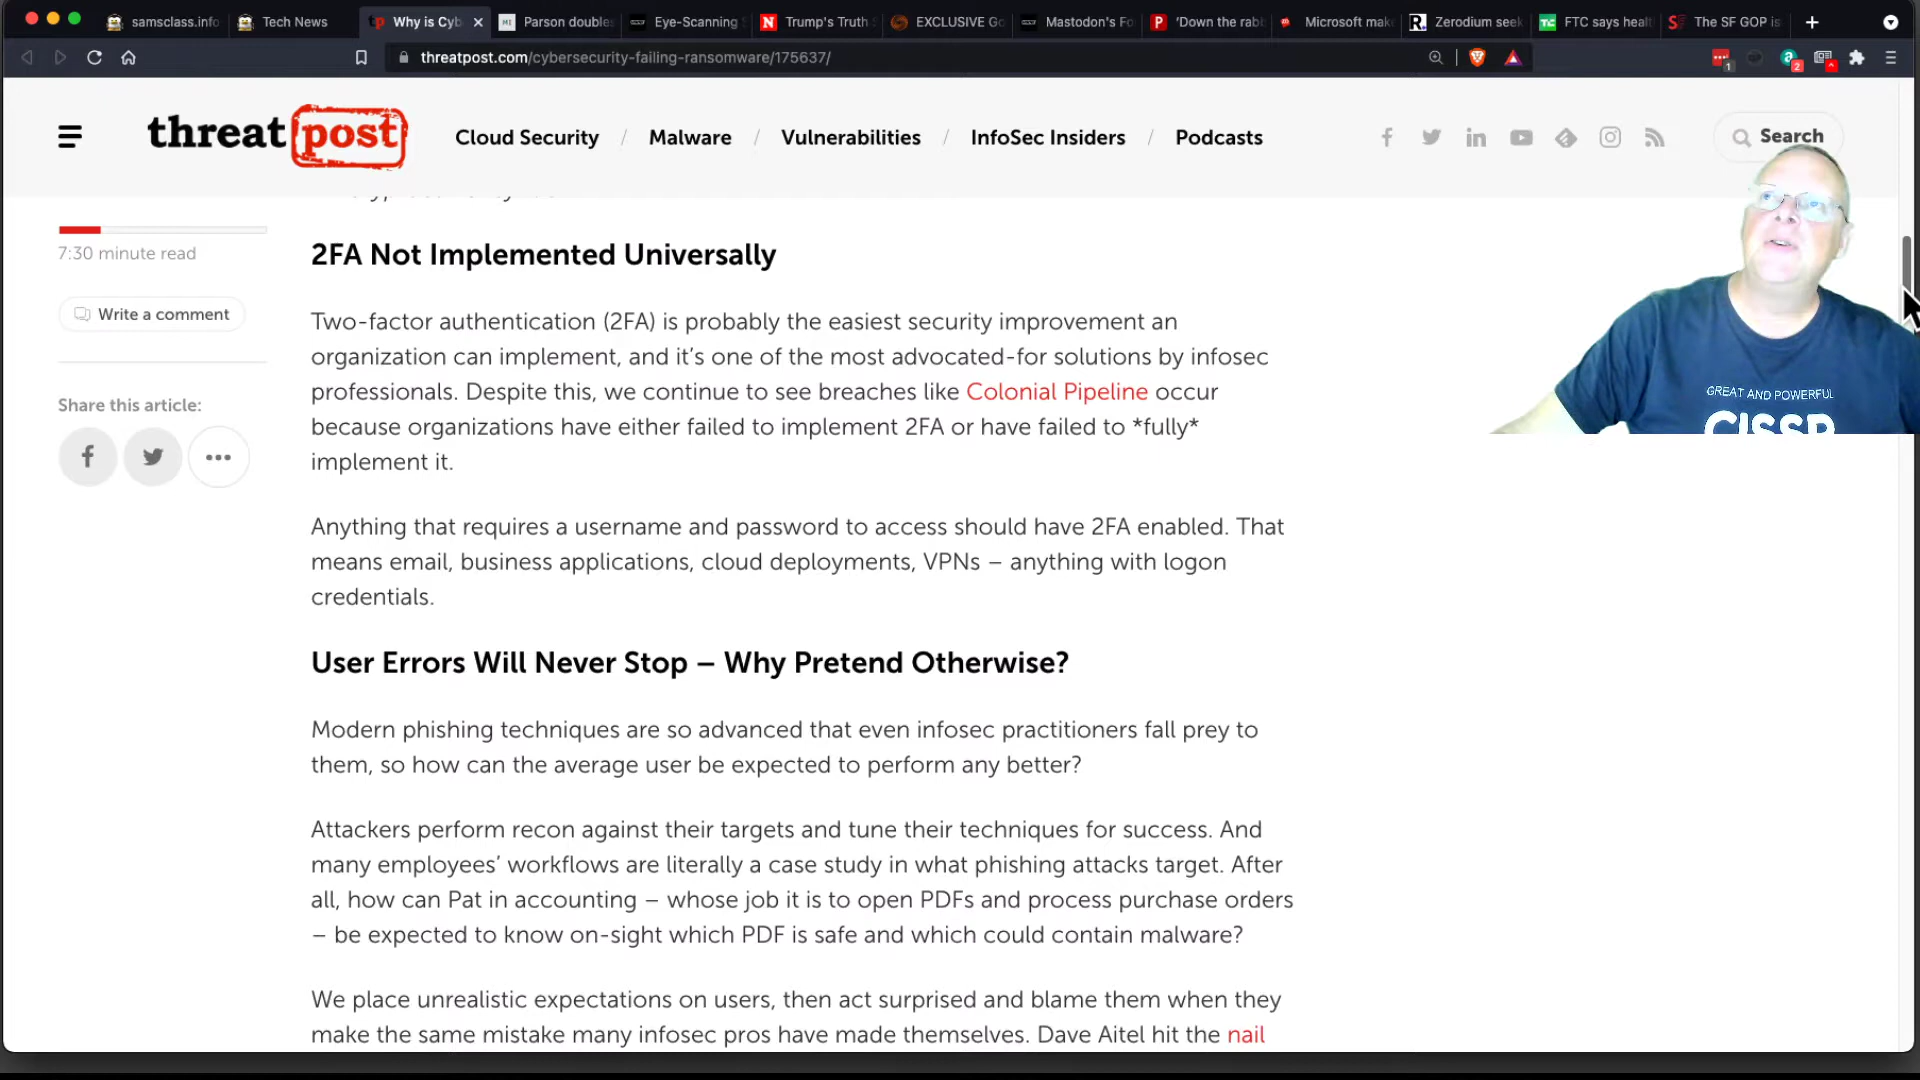 samsclass.info
Tech News
Why is Cyb
Parson double
Eye-Scanning
Trump's Truth
EXCLUSIVE Go
Mastodon's Fo
'Down the rab
Microsoft mak
Zerodium seek
FTC says healt
The SF GOP is
threatpost.com/cybersecurity-failing-ransomware/175637/
1
2
threatpost
Cloud Security / Malware / Vulnerabilities / InfoSec Insiders / Podcasts
Search
7:30 minute read
Write a comment
Share this article:
2FA Not Implemented Universally
Two-factor authentication (2FA) is probably the easiest security improvement an
organization can implement, and it's one of the most advocated-for solutions by infosec
professionals. Despite this, we continue to see breaches like Colonial Pipeline occur
because organizations have either failed to implement 2FA or have failed to *fully*
implement it.
Anything that requires a username and password to access should have 2FA enabled. That
means email, business applications, cloud deployments, VPNs – anything with logon
credentials.
User Errors Will Never Stop – Why Pretend Otherwise?
Modern phishing techniques are so advanced that even infosec practitioners fall prey to
them, so how can the average user be expected to perform any better?
Attackers perform recon against their targets and tune their techniques for success. And
many employees' workflows are literally a case study in what phishing attacks target. After
all, how can Pat in accounting – whose job it is to open PDFs and process purchase orders
– be expected to know on-sight which PDF is safe and which could contain malware?
We place unrealistic expectations on users, then act surprised and blame them when they
make the same mistake many infosec pros have made themselves. Dave Aitel hit the nail
GREAT AND POWERFUL
CISSP